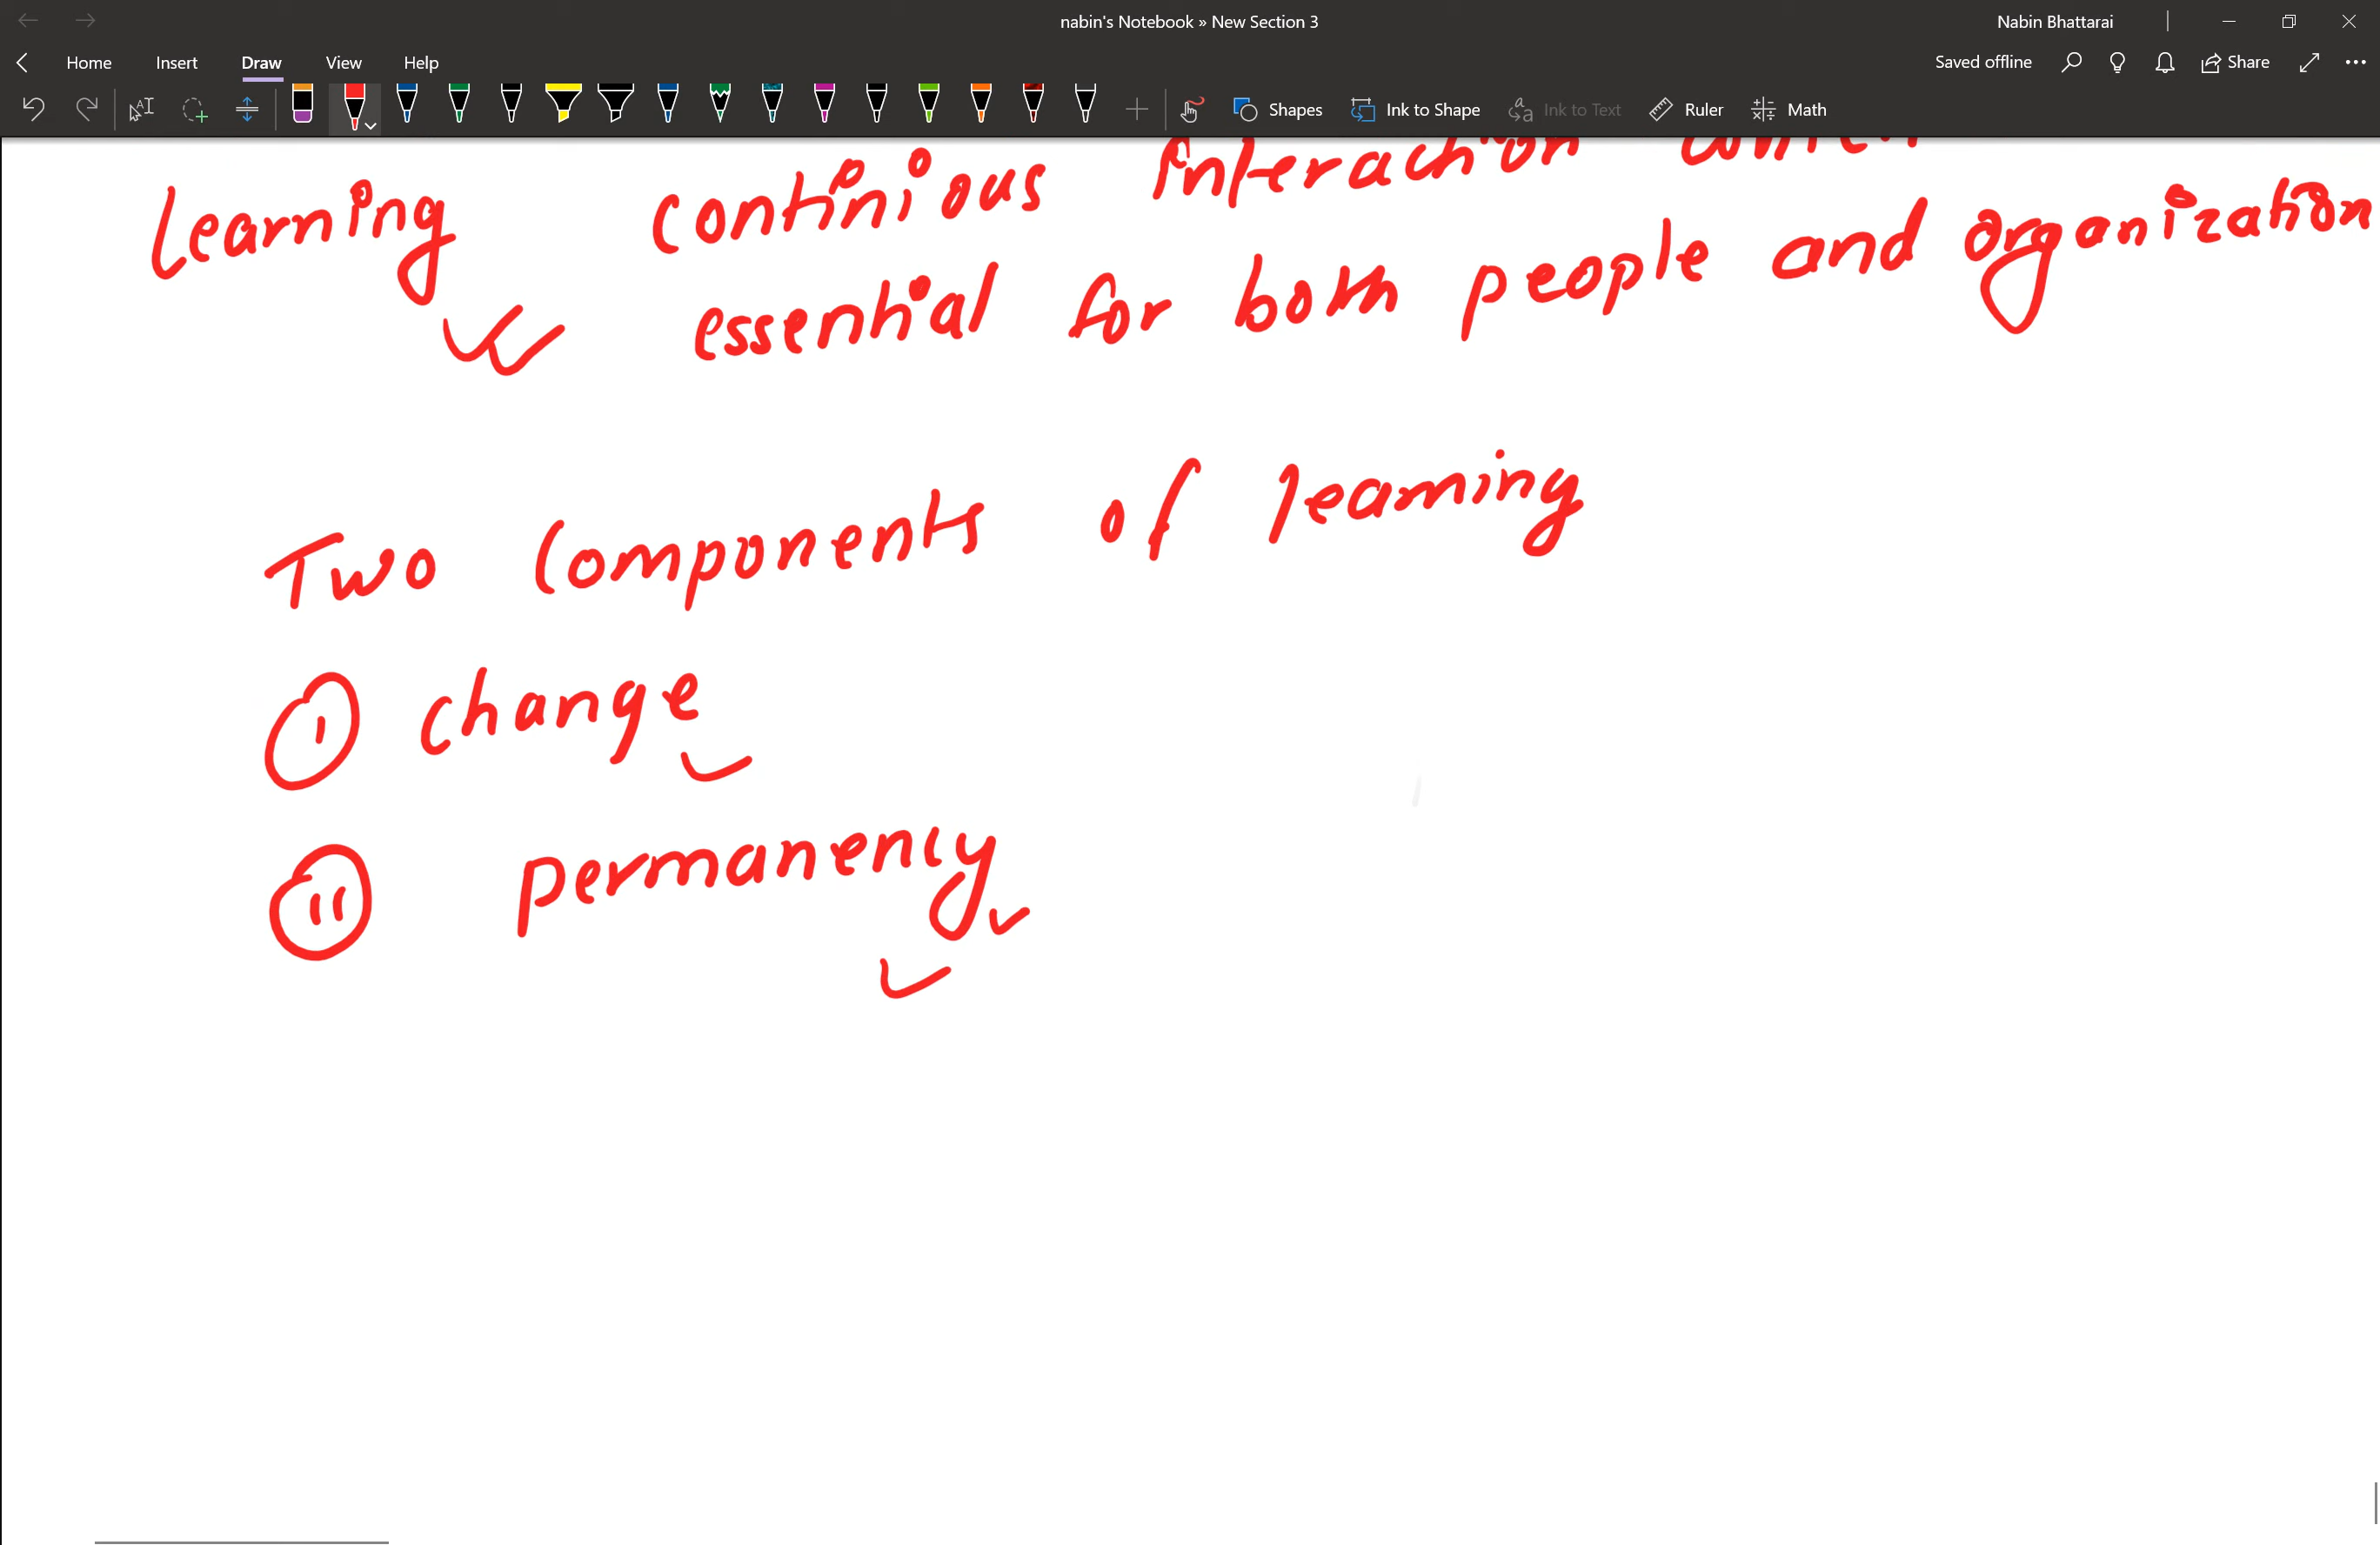 nabin's Notebook » New Section 3
Nabin Bhattarai
Home Insert Draw View Help
Saved offline Share
Shapes Ink to Shape Ink to Text Ruler Math
Learning continious interaction
essential for both people and organization
Two components of learning
(i) change
(ii) permanency